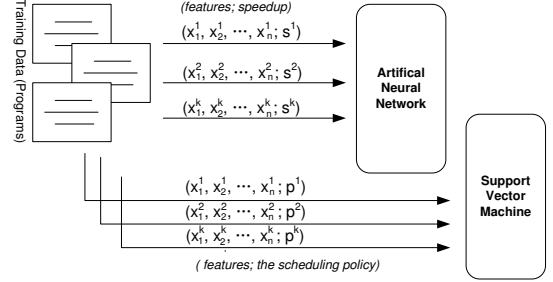 Training Data (Programs)
(features; speedup)
(x₁¹, x₂¹, ···, xₙ¹; s¹)
(x₁², x₂², ···, xₙ²; s²)
(x₁ᵏ, x₂ᵏ, ···, xₙᵏ; sᵏ)
Artifical
Neural
Network
(x₁¹, x₂¹, ···, xₙ¹; p¹)
(x₁², x₂², ···, xₙ²; p²)
(x₁ᵏ, x₂ᵏ, ···, xₙᵏ; pᵏ)
( features; the scheduling policy)
Support
Vector
Machine